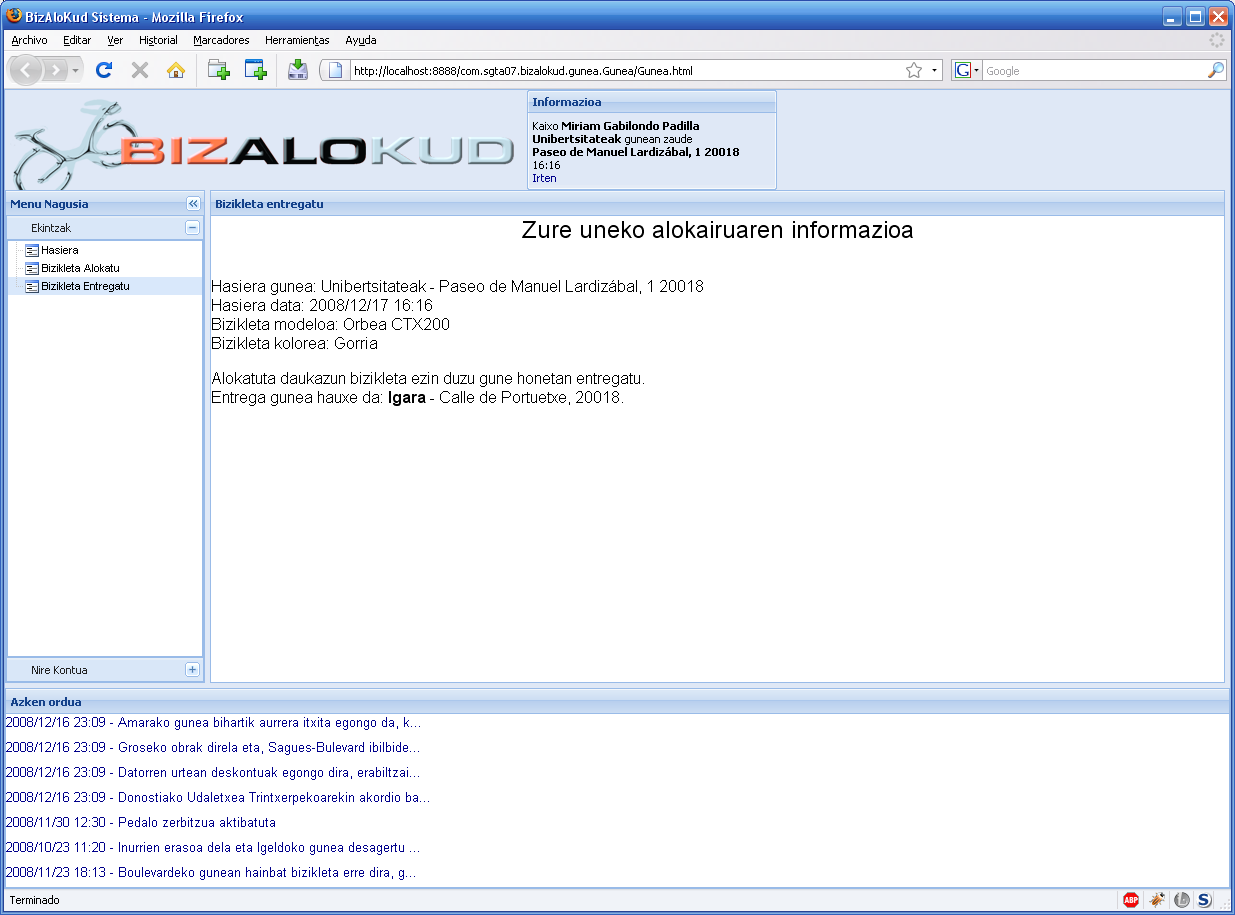 BizAloKud Sistema - Mozilla Firefox
Archivo Editar Ver Historial Marcadores Herramientas Ayuda
http://localhost:8888/com.sgta07.bizalokud.gunea.Gunea/Gunea.html
G Google
BIZALOKUD
Informazioa
Kaixo Miriam Gabilondo Padilla
Unibertsitateak gunean zaude
Paseo de Manuel Lardizábal, 1 20018
16:16
Irten
Menu Nagusia
Ekintzak
Hasiera
Bizikleta Alokatu
Bizikleta Entregatu
Nire Kontua
Bizikleta entregatu
Zure uneko alokairuaren informazioa
Hasiera gunea: Unibertsitateak - Paseo de Manuel Lardizábal, 1 20018
Hasiera data: 2008/12/17 16:16
Bizikleta modeloa: Orbea CTX200
Bizikleta kolorea: Gorria
Alokatuta daukazun bizikleta ezin duzu gune honetan entregatu.
Entrega gunea hauxe da: Igara - Calle de Portuetxe, 20018.
Azken ordua
2008/12/16 23:09 - Amarako gunea bihartik aurrera itxita egongo da, k...
2008/12/16 23:09 - Groseko obrak direla eta, Sagues-Bulevard ibilbide...
2008/12/16 23:09 - Datorren urtean deskontuak egongo dira, erabiltzai...
2008/12/16 23:09 - Donostiako Udaletxea Trintxerpekoarekin akordio ba...
2008/11/30 12:30 - Pedalo zerbitzua aktibatuta
2008/10/23 11:20 - Inurrien erasoa dela eta Igeldoko gunea desagertu ...
2008/11/23 18:13 - Boulevardeko gunean hainbat bizikleta erre dira, g...
Terminado
ABP
S